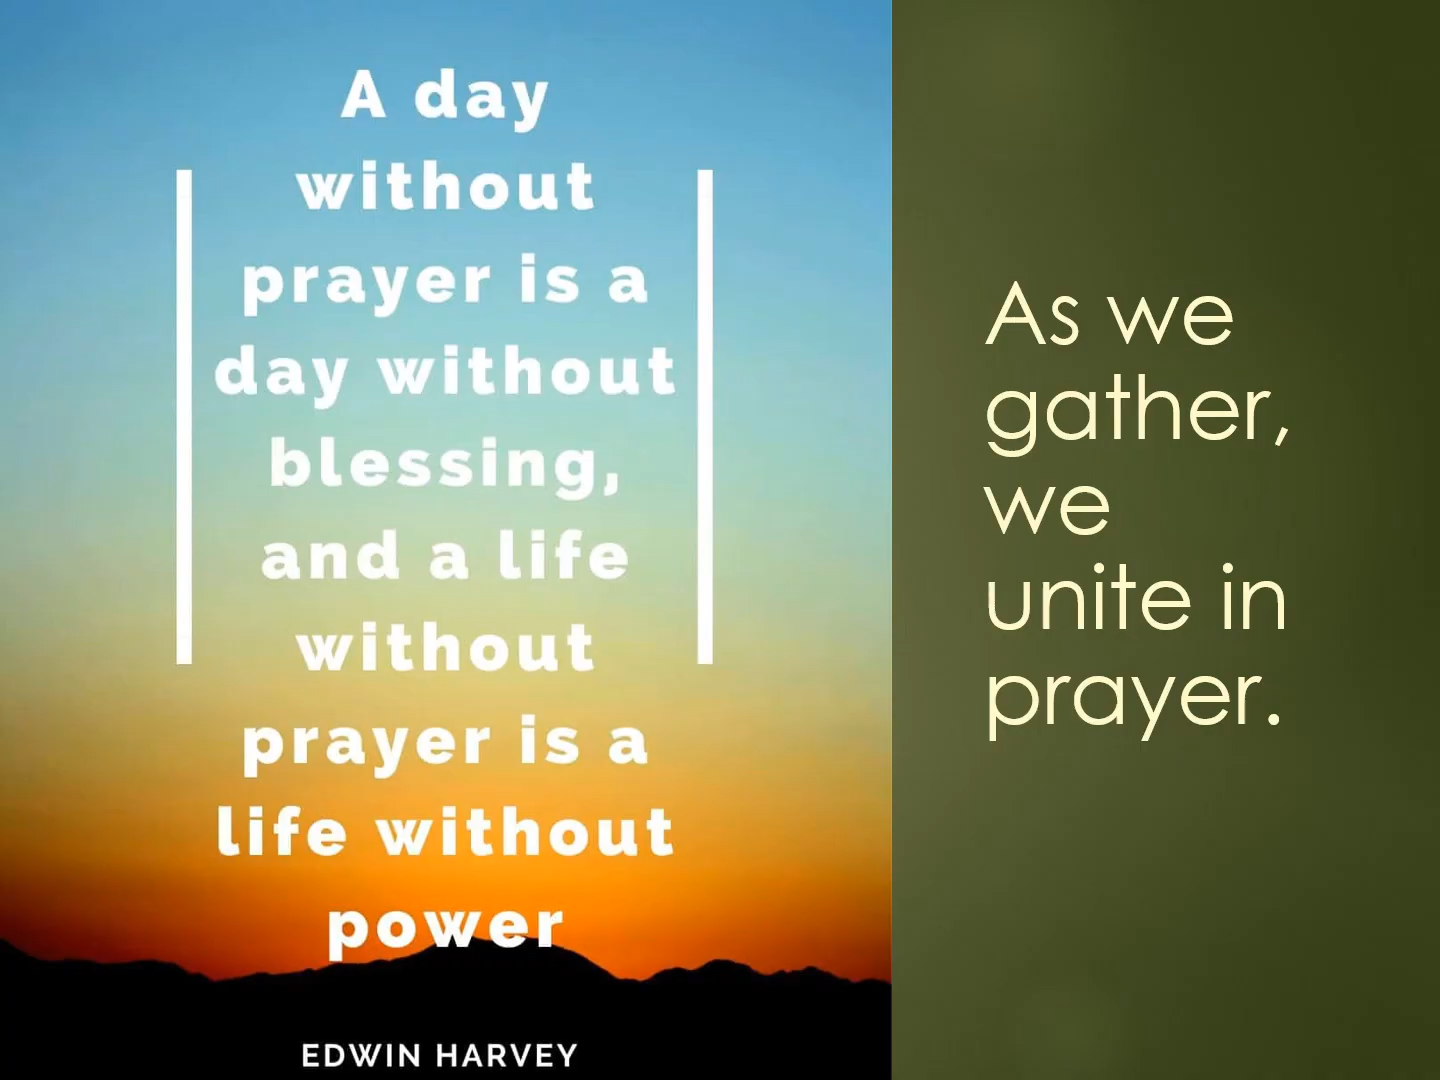 A day
without
prayer is a
day without
blessing,
and a life
without
prayer is a
life without
power
EDWIN HARVEY
As we
gather,
we
unite in
prayer.